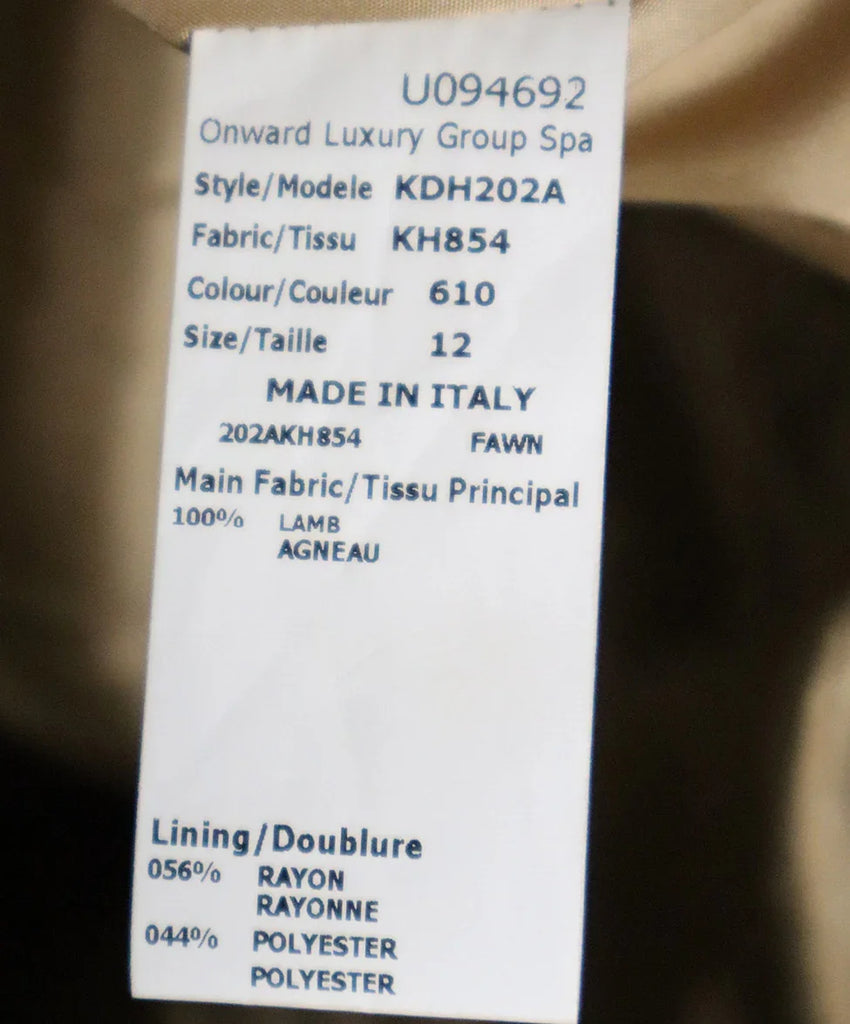 U094692
Onward Luxury Group Spa
Style/Modele KDH202A
Fabric/Tissu KH854
Colour/Couleur 610
Size/Taille 12
MADE IN ITALY
202AKH854 FAWN
Main Fabric/Tissu Principal
100% LAMB
AGNEAU
Lining/Doublure
056% RAYON
RAYONNE
044% POLYESTER
POLYESTER